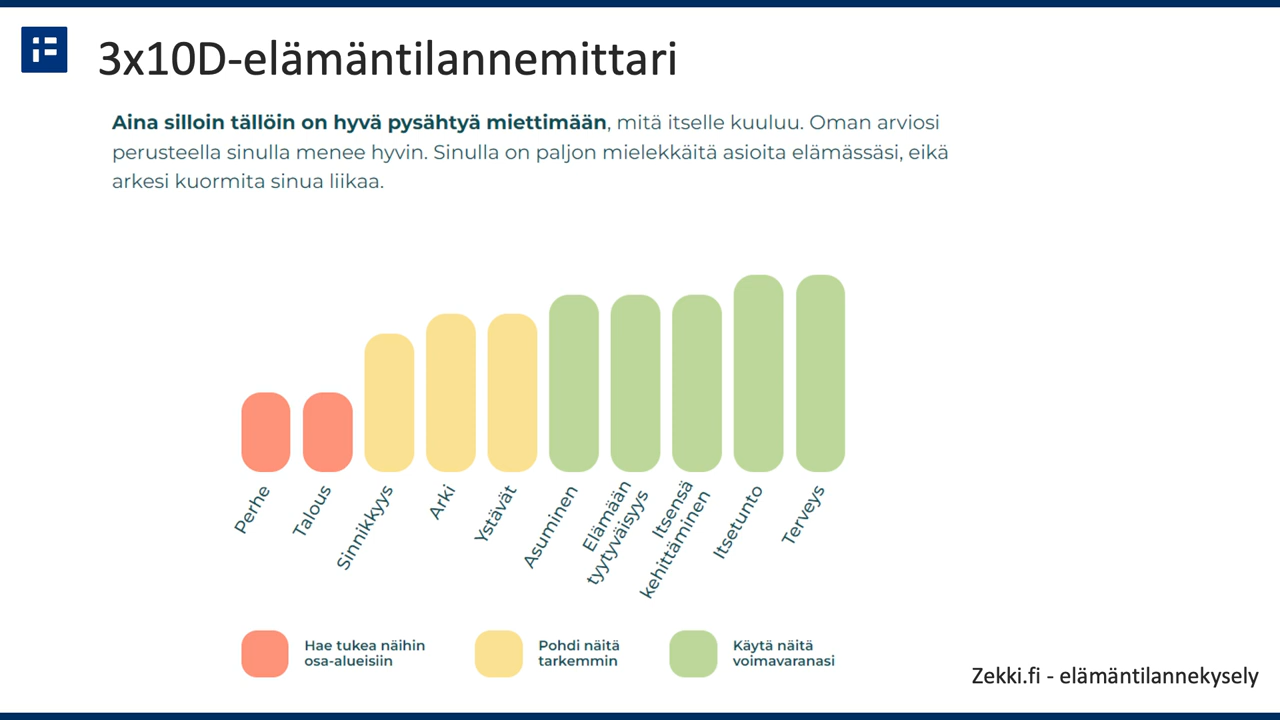 3x10D-elämäntilannemittari
Aina silloin tällöin on hyvä pysähtyä miettimään, mitä itselle kuuluu. Oman arviosi
perusteella sinulla menee hyvin. Sinulla on paljon mielekkäitä asioita elämässäsi, eikä
arkesi kuormita sinua liikaa.
Perhe
Talous
Sinnikkyys
Arki
Ystävät
Asuminen
Elämään
tyytyväisyys
Itsensä
kehittäminen
Itsetunto
Terveys
Hae tukea näihin
osa-alueisiin
Pohdi näitä
tarkemmin
Käytä näitä
voimavaranasi
Zekki.fi - elämäntilannekysely